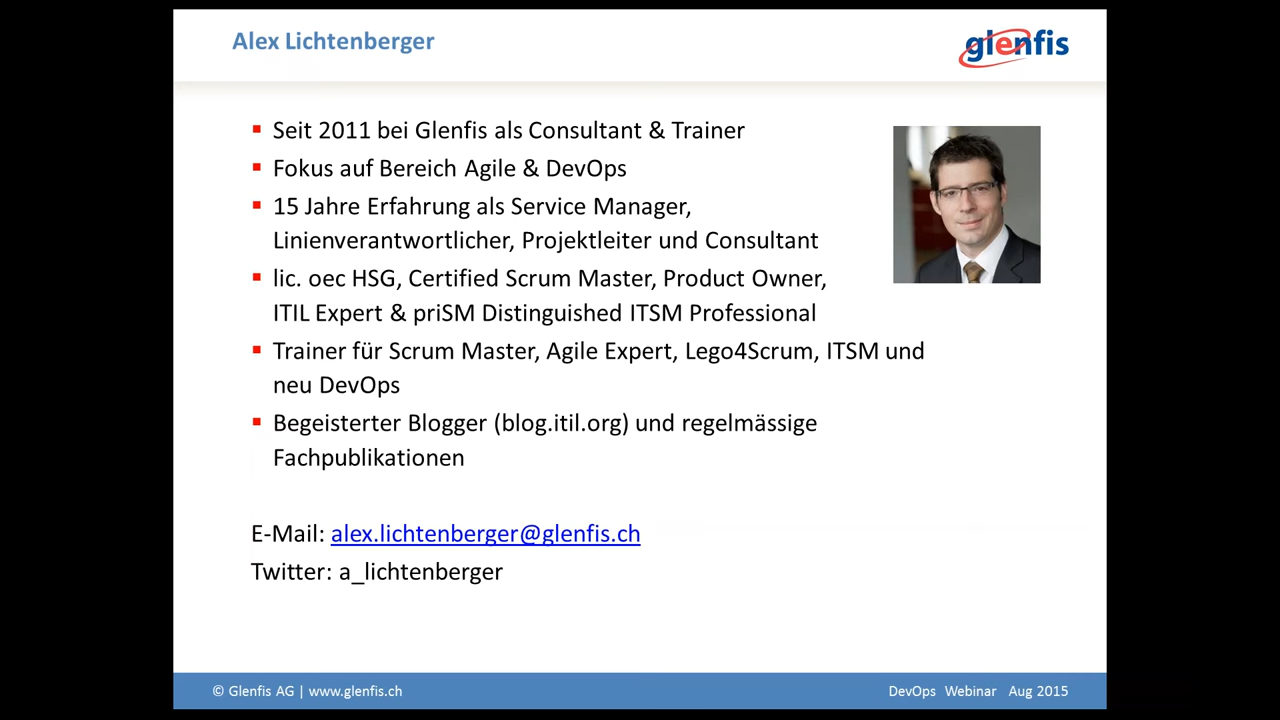 Alex Lichtenberger
glenfis
Seit 2011 bei Glenfis als Consultant & Trainer
Fokus auf Bereich Agile & DevOps
15 Jahre Erfahrung als Service Manager,
Linienverantwortlicher, Projektleiter und Consultant
lic. oec HSG, Certified Scrum Master, Product Owner,
ITIL Expert & priSM Distinguished ITSM Professional
Trainer für Scrum Master, Agile Expert, Lego4Scrum, ITSM und
neu DevOps
Begeisterter Blogger (blog.itil.org) und regelmässige
Fachpublikationen
E-Mail: alex.lichtenberger@glenfis.ch
Twitter: a_lichtenberger
© Glenfis AG | www.glenfis.ch
DevOps Webinar Aug 2015